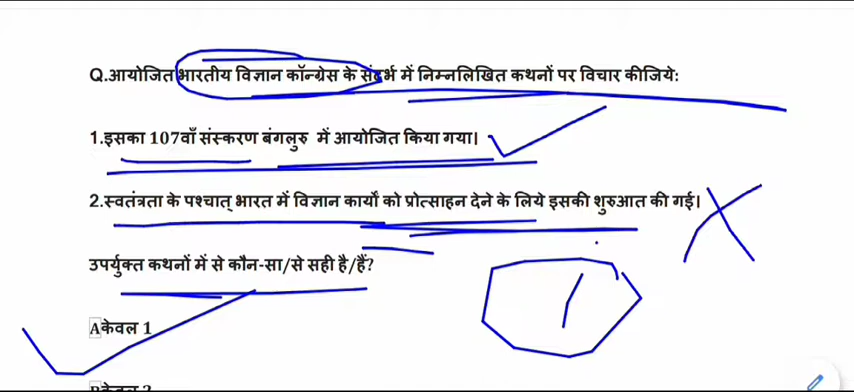 Q.आयोजित भारतीय विज्ञान कॉन्ग्रेस के संदर्भ में निम्नलिखित कथनों पर विचार कीजिये:
1.इसका 107वाँ संस्करण बंगलुरु में आयोजित किया गया।
2.स्वतंत्रता के पश्चात् भारत में विज्ञान कार्यों को प्रोत्साहन देने के लिये इसकी शुरुआत की गई।
उपर्युक्त कथनों में से कौन-सा/से सही है/हैं?
Aकेवल 1